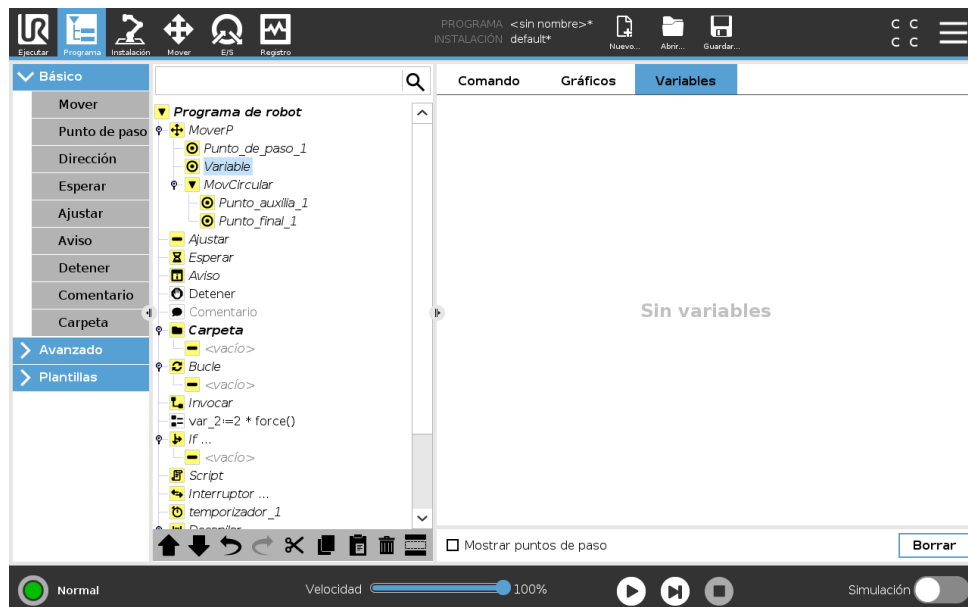 UR
PROGRAMA <sin nombre>*
INSTALACIÓN default*
Ejecutar Programa Instalación Mover E/S Registro Nuevo... Abrir... Guardar...
C C
C C
Básico
Mover
Punto de paso
Dirección
Esperar
Ajustar
Aviso
Detener
Comentario
Carpeta
Avanzado
Plantillas
Programa de robot
MoverP
Punto_de_paso_1
Variable
MovCircular
Punto_auxilia_1
Punto_final_1
Ajustar
Esperar
Aviso
Detener
Comentario
Carpeta
<vacío>
Bucle
<vacío>
Invocar
var_2:=2 * force()
If ...
<vacío>
Script
Interruptor ...
temporizador_1
Comando Gráficos Variables
Sin variables
Mostrar puntos de paso Borrar
Normal Velocidad 100% Simulación